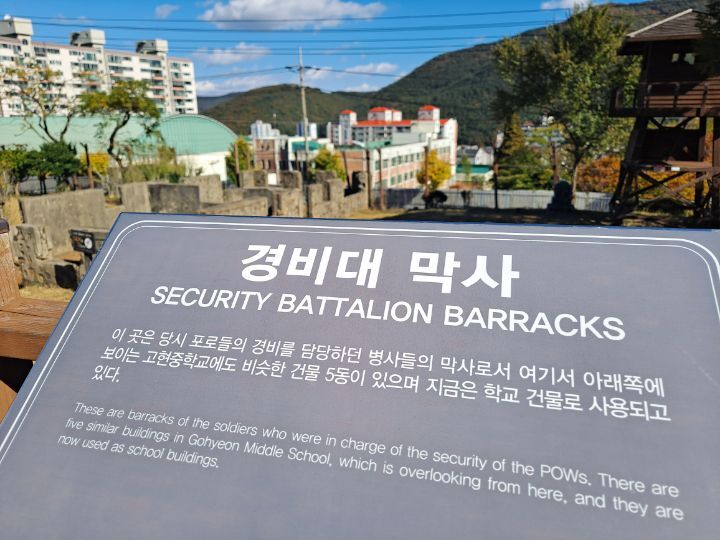 경비대 막사
SECURITY BATTALION BARRACKS
이 곳은 당시 포로들의 경비를 담당하던 병사들의 막사로서 여기서 아래쪽에
보이는 고현중학교에도 비슷한 건물 5동이 있으며 지금은 학교 건물로 사용되고
있다.
These are barracks of the soldiers who were in charge of the security of the POWs. There are
five similar buildings in Gohyeon Middle School, which is overlooking from here, and they are
now used as school buildings.